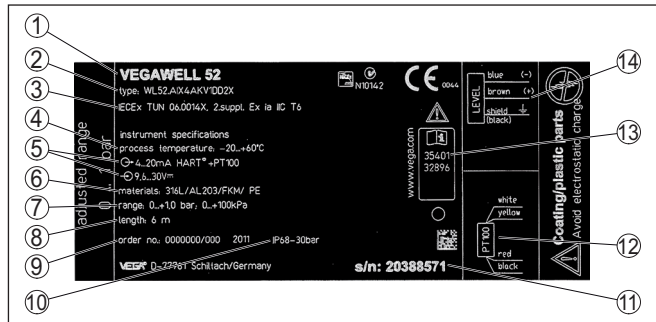 1
2
3
4
5
6
7
8
9
10
11
12
13
14
VEGAWELL 52
type: WL52.AIX4AKV1DD2X
IECEx TUN 06.0014X, 2.suppl. Ex ia IIC T6
instrument specifications
process temperature: -20...+60°C
4...20mA HART® +PT100
9,6...30V
materials: 316L/AL203/FKM/ PE
range: 0...+1,0 bar; 0...+100kPa
length: 6 m
order no.: 0000000/000 2011 IP68-30bar
VEGA Schiltach/Germany
s/n: 20388571
adjusted range
bar
N10142
CE 0044
www.vega.com
35401
32896
LEVEL
blue (-)
brown (+)
shield
(black)
PT100
white
yellow
red
black
Coating/plastic parts
Avoid electrostatic charge